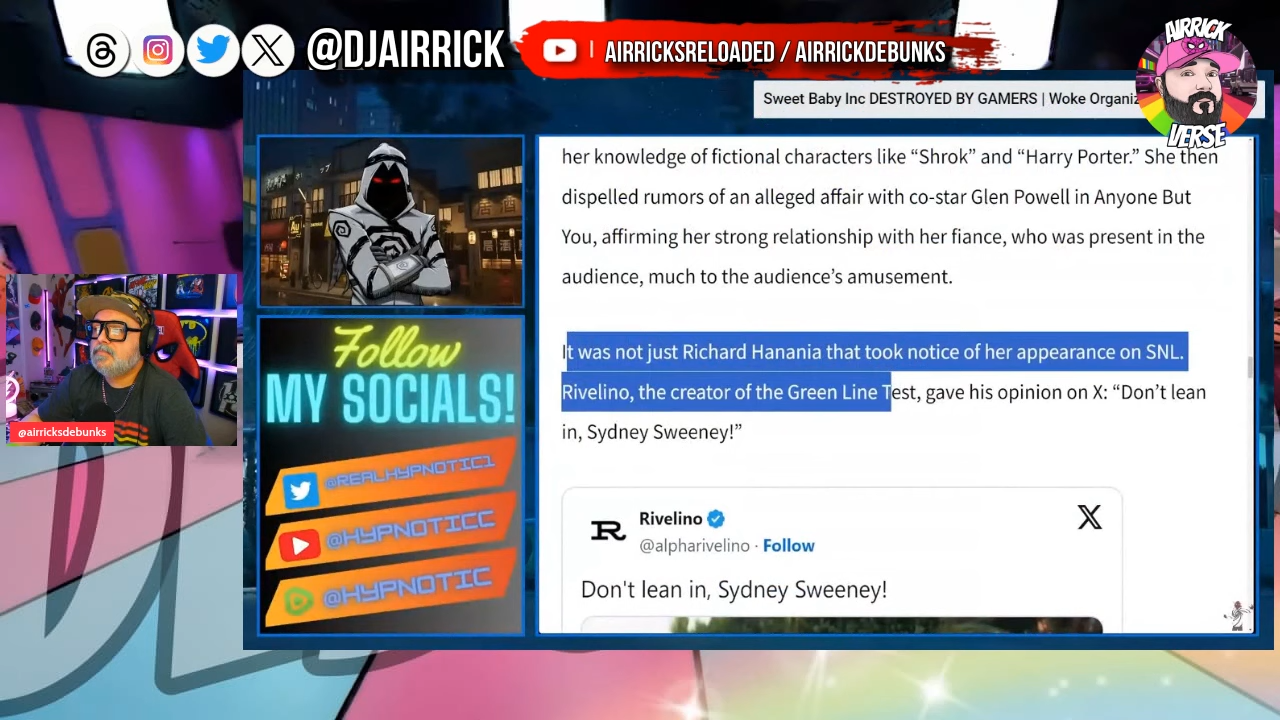 @DJAIRRICK
AIRRICKSRELOADED / AIRRICKDEBUNKS
AIRRICK
VERSE
Sweet Baby Inc DESTROYED BY GAMERS | Woke Organiz
her knowledge of fictional characters like “Shrok” and “Harry Porter.” She then
dispelled rumors of an alleged affair with co-star Glen Powell in Anyone But
You, affirming her strong relationship with her fiance, who was present in the
audience, much to the audience’s amusement.
It was not just Richard Hanania that took notice of her appearance on SNL.
Rivelino, the creator of the Green Line Test, gave his opinion on X: “Don’t lean
in, Sydney Sweeney!”
R
Rivelino
@alpharivelino · Follow
Don't lean in, Sydney Sweeney!
@airricksdebunks
Follow
MY SOCIALS!
@REALHYPNOTIC1
@HYPNOTICC
@HYPNOTIC